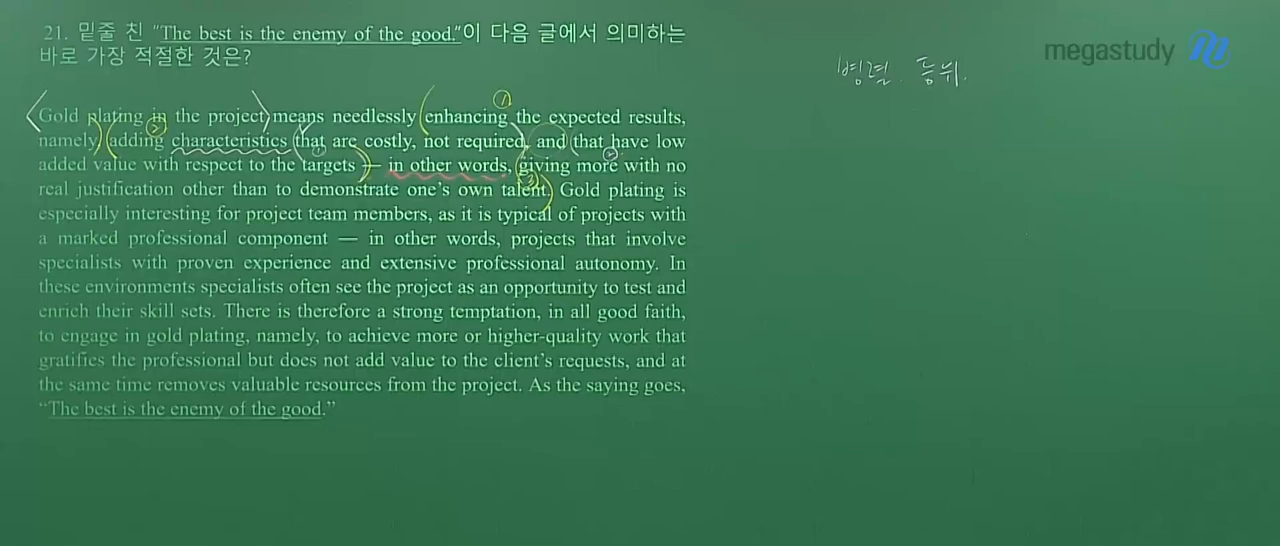 21. 밑줄 친 "The best is the enemy of the good."이 다음 글에서 의미하는
바로 가장 적절한 것은?
병렬. 등위.
megastudy
Gold plating in the project means needlessly enhancing the expected results,
namely, adding characteristics that are costly, not required, and that have low
added value with respect to the targets — in other words, giving more with no
real justification other than to demonstrate one's own talent. Gold plating is
especially interesting for project team members, as it is typical of projects with
a marked professional component — in other words, projects that involve
specialists with proven experience and extensive professional autonomy. In
these environments specialists often see the project as an opportunity to test and
enrich their skill sets. There is therefore a strong temptation, in all good faith,
to engage in gold plating, namely, to achieve more or higher-quality work that
gratifies the professional but does not add value to the client's requests, and at
the same time removes valuable resources from the project. As the saying goes,
“The best is the enemy of the good.”
① ② ③
① ②